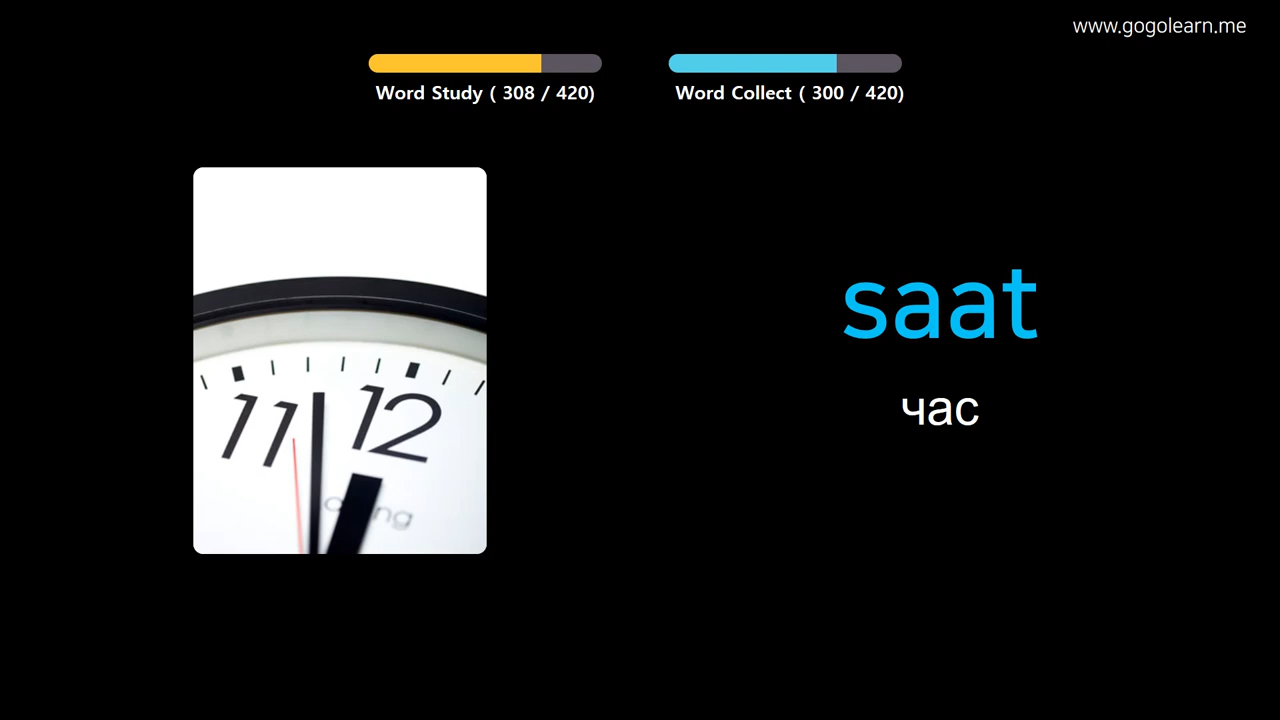 www.gogolearn.me
Word Study ( 308 / 420)
Word Collect ( 300 / 420)
11 12
saat
час